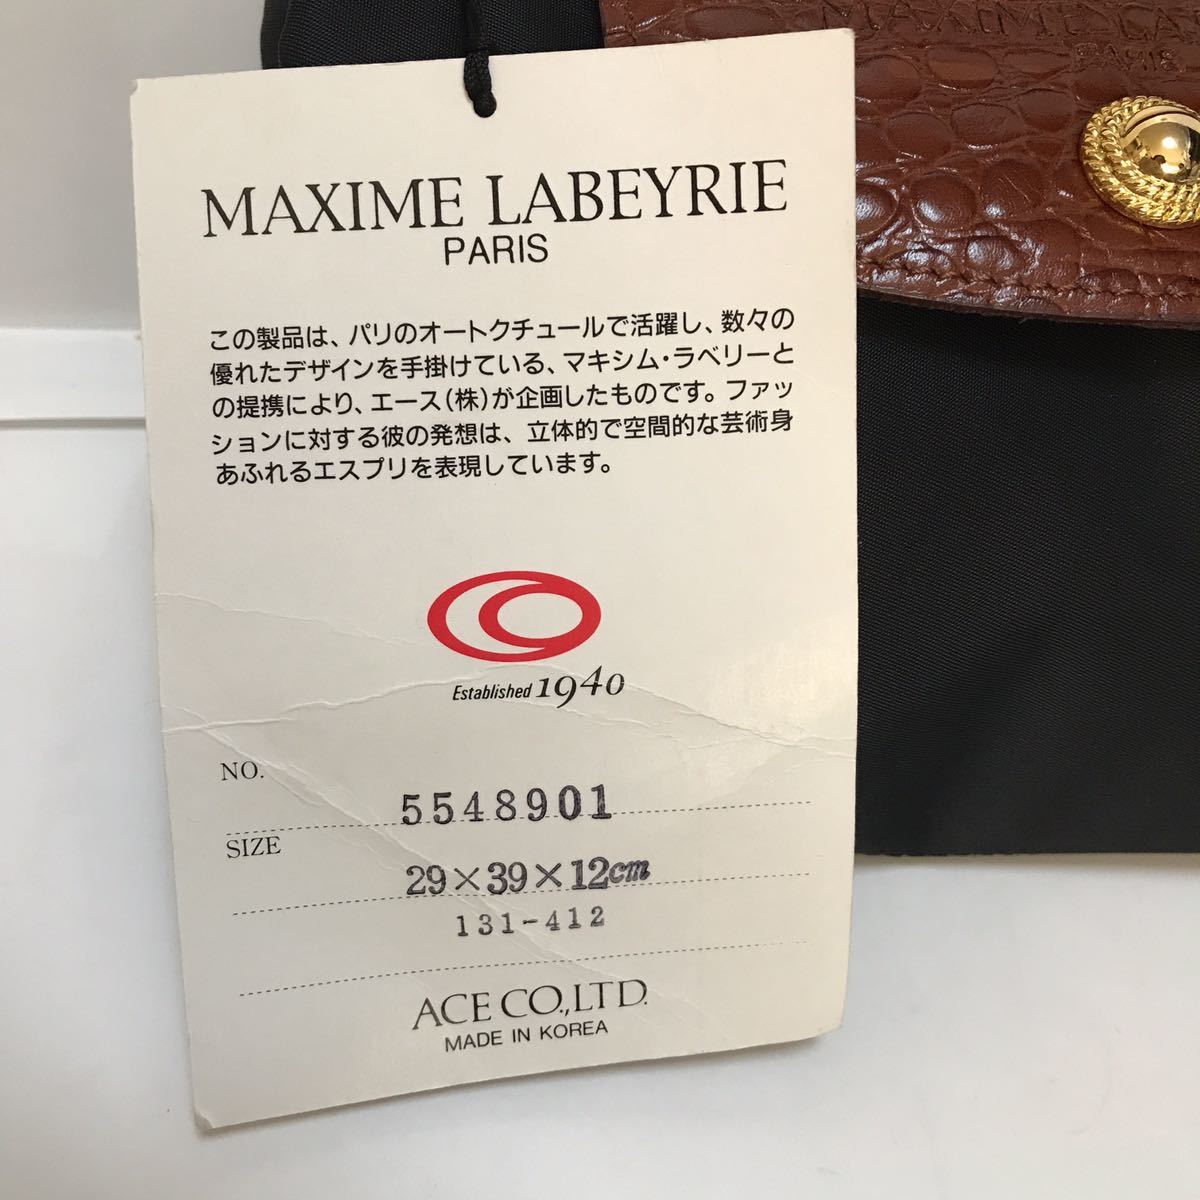 MAXIME LA
PARIS
MAXIME LABEYRIE
PARIS
この製品は、パリのオートクチュールで活躍し、数々の
優れたデザインを手掛けている、マキシム・ラベリーと
の提携により、エース(株)が企画したものです。ファッ
ションに対する彼の発想は、立体的で空間的な芸術身
あふれるエスプリを表現しています。
Established 1940
NO.
5548901
SIZE
29×39×12cm
131-412
ACE CO.,LTD.
MADE IN KOREA